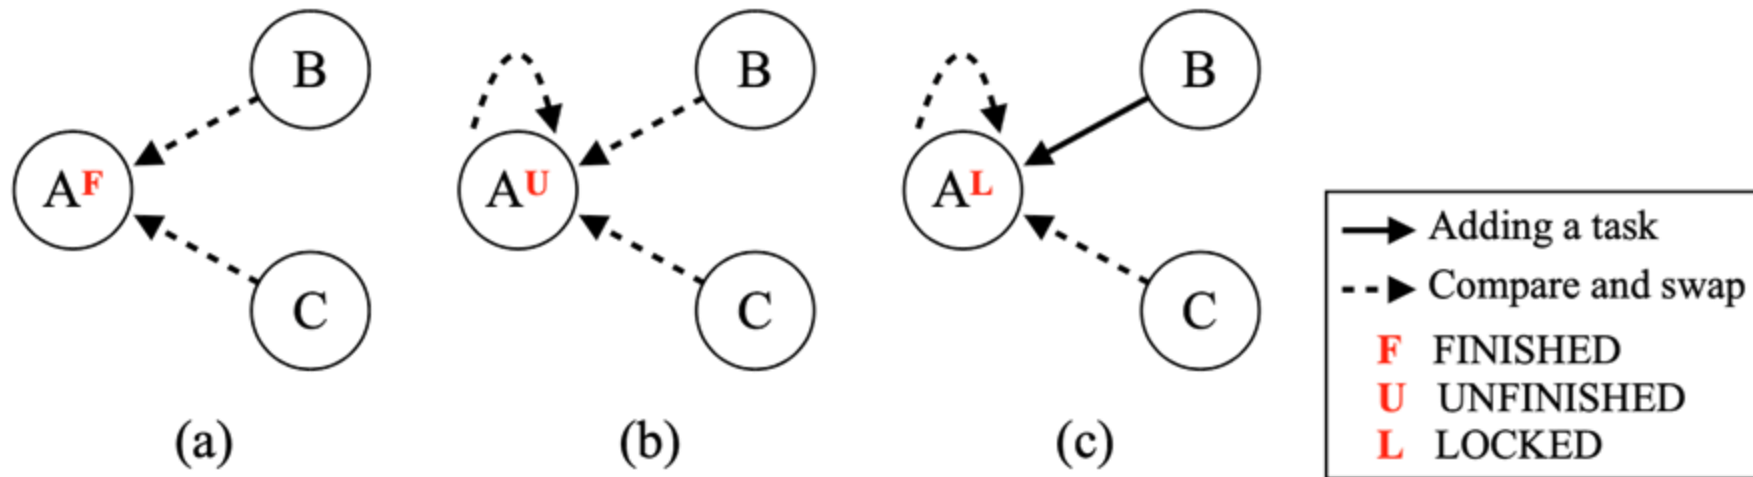 B
A F
C
(a)
B
A U
C
(b)
B
A L
C
(c)
Adding a task
Compare and swap
F FINISHED
U UNFINISHED
L LOCKED